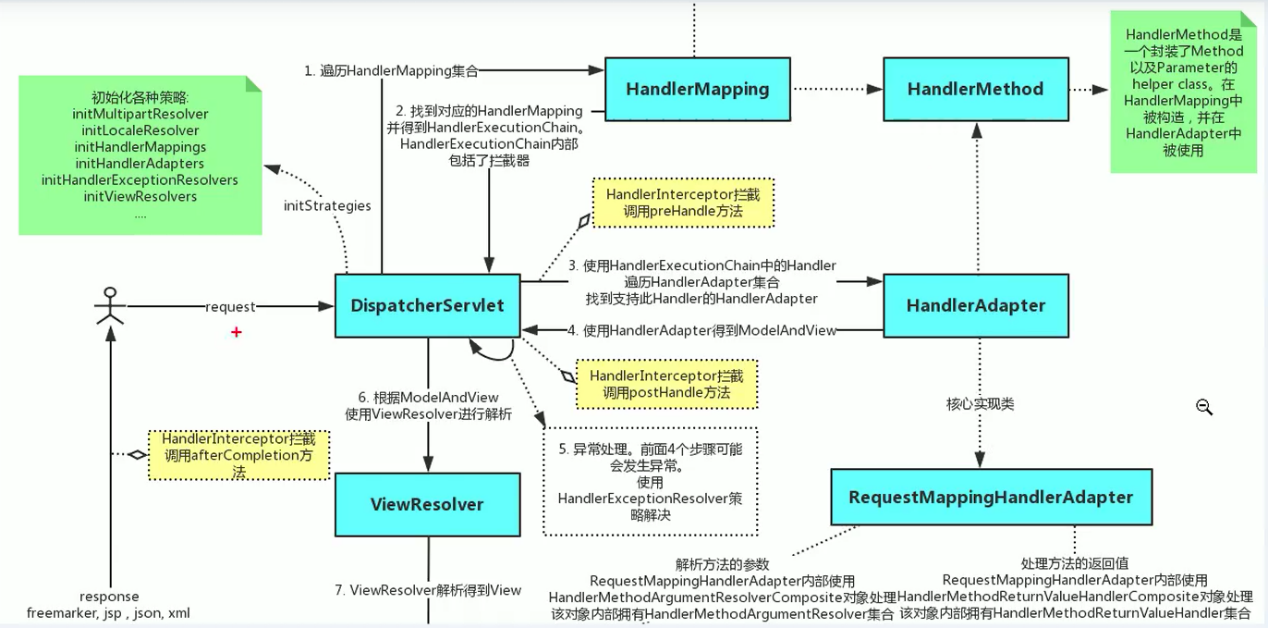 初始化各种策略:
initMultipartResolver
initLocaleResolver
initHandlerMappings
initHandlerAdapters
initHandlerExceptionResolvers
initViewResolvers
....
initStrategies
1. 遍历HandlerMapping集合
2. 找到对应的HandlerMapping
并得到HandlerExecutionChain。
HandlerExecutionChain内部
包括了拦截器
HandlerMapping
HandlerMethod
HandlerMethod是
一个封装了Method
以及Parameter的
helper class。在
HandlerMapping中
被构造，并在
HandlerAdapter中
被使用
HandlerInterceptor拦截
调用preHandle方法
request
DispatcherServlet
3. 使用HandlerExecutionChain中的Handler
遍历HandlerAdapter集合
找到支持此Handler的HandlerAdapter
4. 使用HandlerAdapter得到ModelAndView
HandlerAdapter
HandlerInterceptor拦截
调用postHandle方法
6. 根据ModelAndView
使用ViewResolver进行解析
核心实现类
HandlerInterceptor拦截
调用afterCompletion方
法
5. 异常处理。前面4个步骤可能
会发生异常。
使用
HandlerExceptionResolver策
略解决
ViewResolver
RequestMappingHandlerAdapter
7. ViewResolver解析得到View
解析方法的参数
RequestMappingHandlerAdapter内部使用
HandlerMethodArgumentResolverComposite对象处理
该对象内部拥有HandlerMethodArgumentResolver集合
处理方法的返回值
RequestMappingHandlerAdapter内部使用
HandlerMethodReturnValueHandlerComposite对象处理
该对象内部拥有HandlerMethodReturnValueHandler集合
response
freemarker, jsp , json, xml